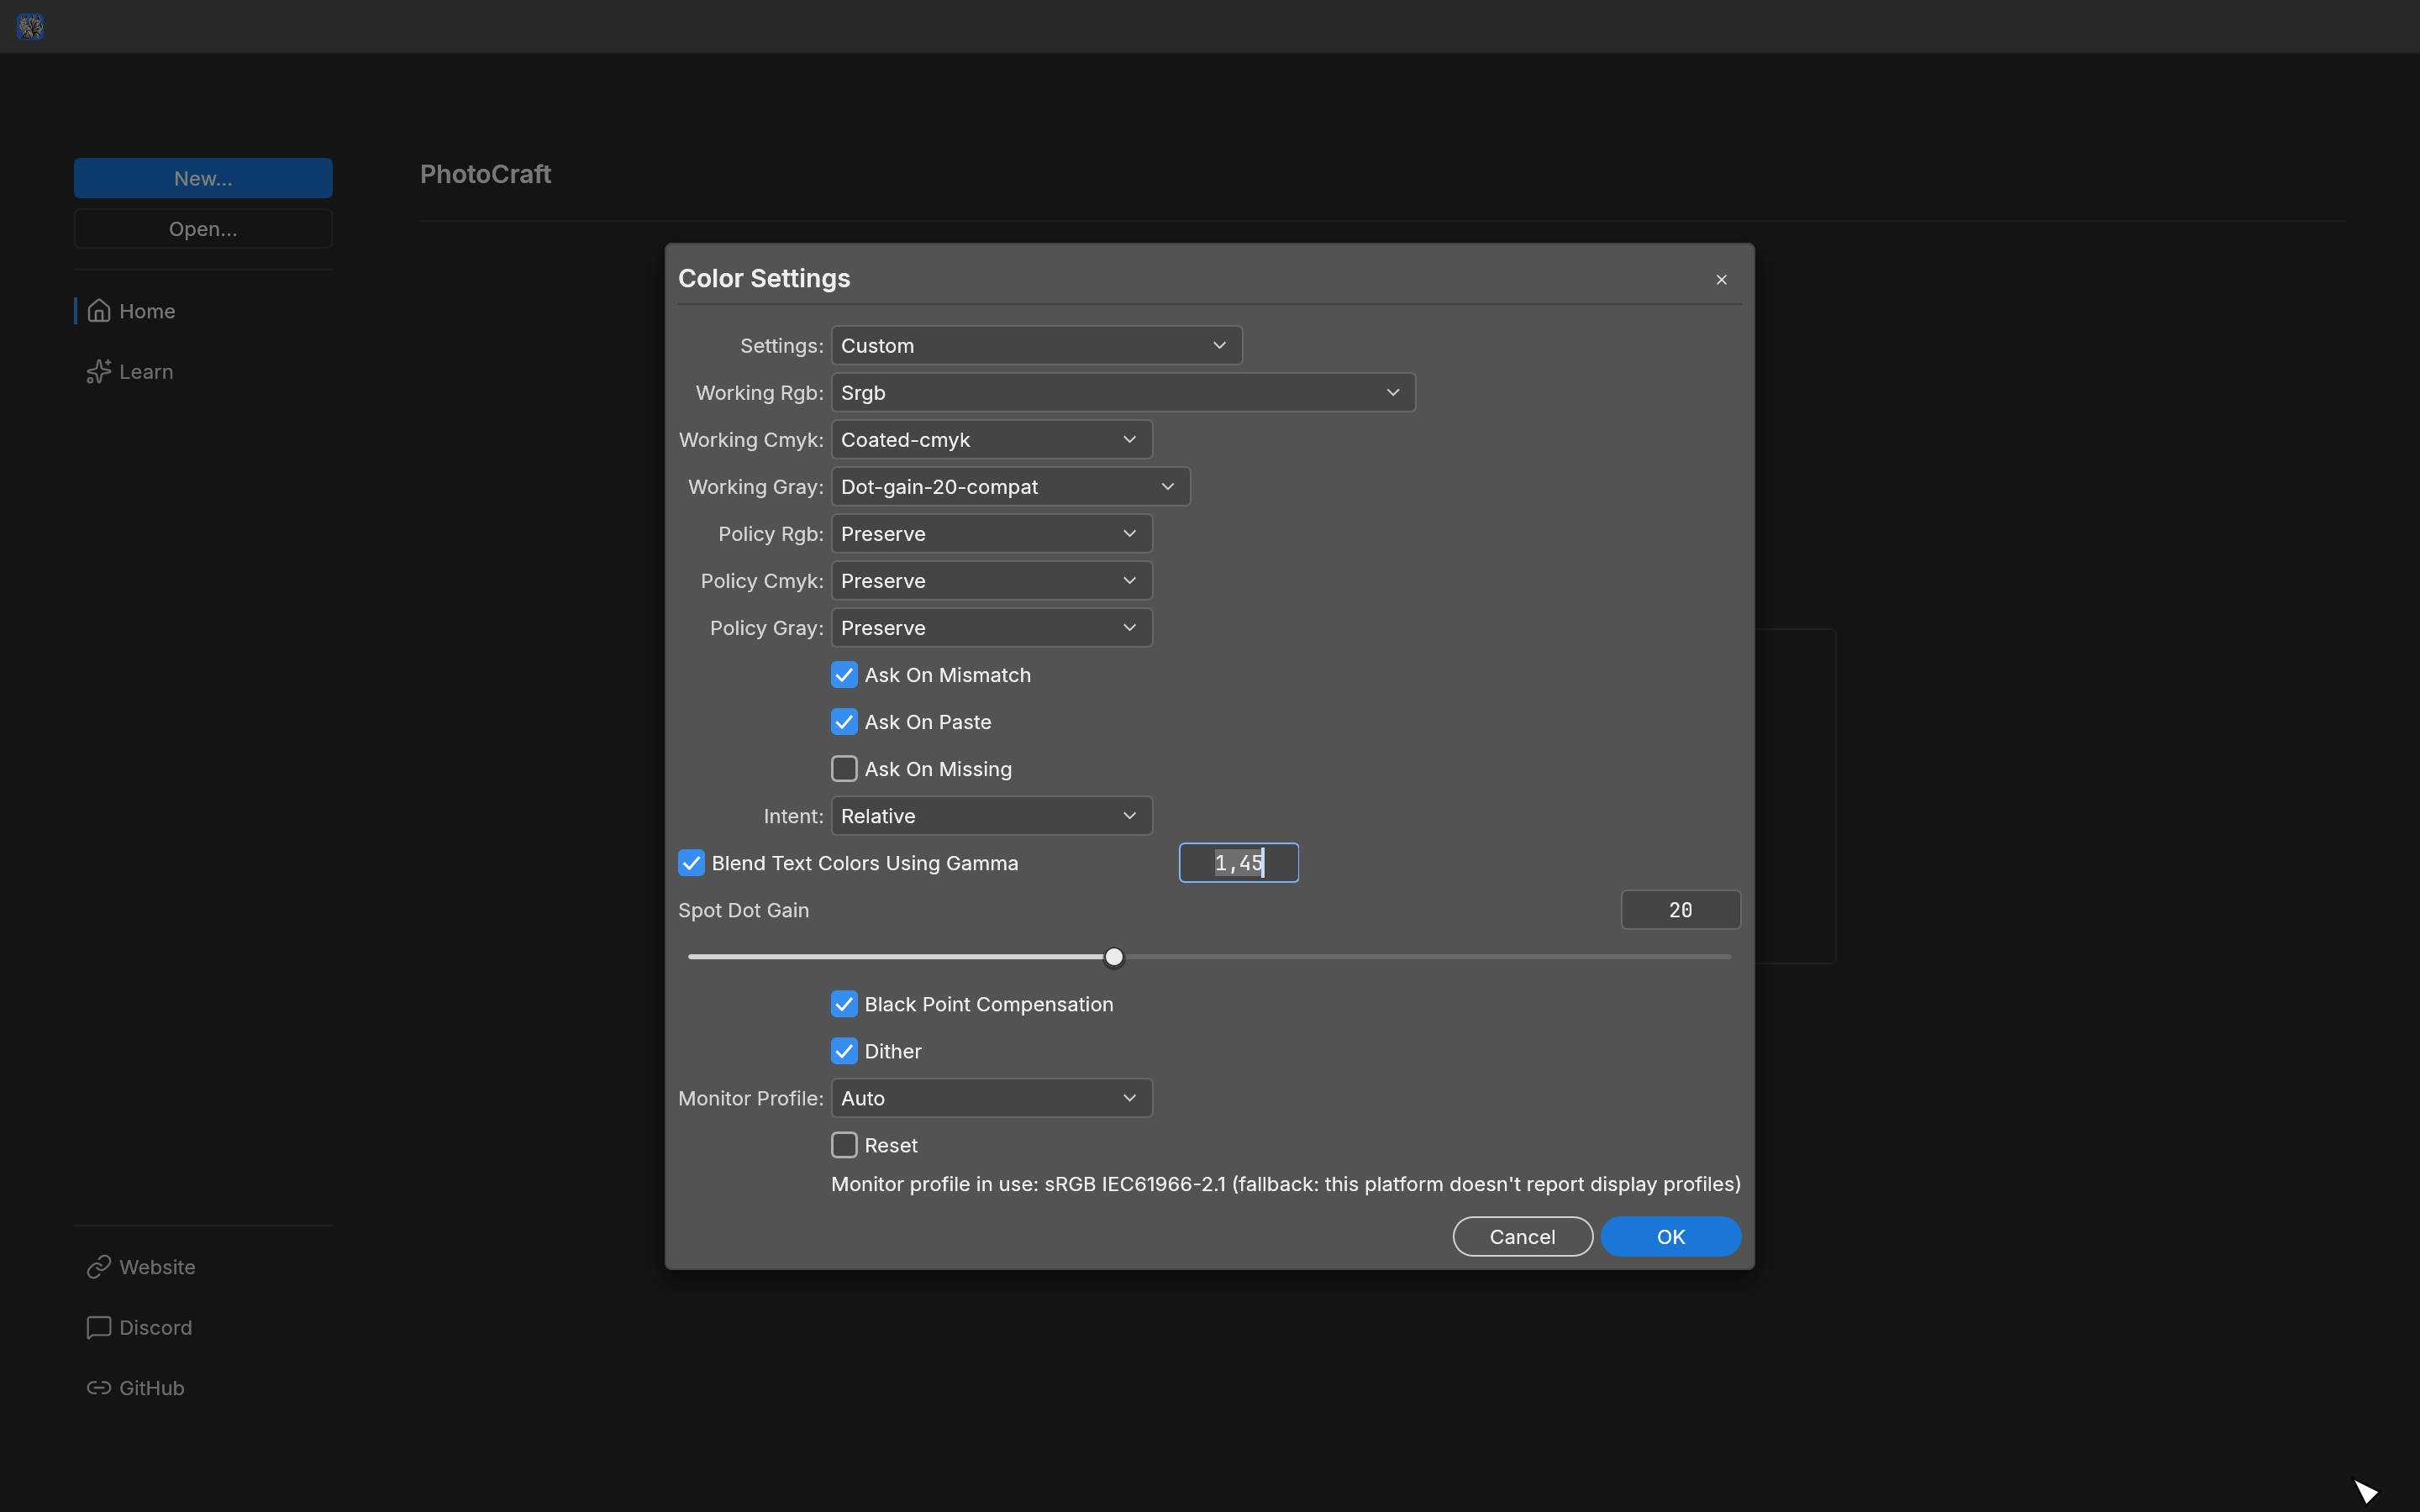 PhotoCraft
New...
Open...
Home
Learn
Color Settings
Settings: Custom
Working Rgb: Srgb
Working Cmyk: Coated-cmyk
Working Gray: Dot-gain-20-compat
Policy Rgb: Preserve
Policy Cmyk: Preserve
Policy Gray: Preserve
Ask On Mismatch
Ask On Paste
Ask On Missing
Intent: Relative
Blend Text Colors Using Gamma 1,45
Spot Dot Gain 20
Black Point Compensation
Dither
Monitor Profile: Auto
Reset
Monitor profile in use: sRGB IEC61966-2.1 (fallback: this platform doesn't report display profiles)
Cancel OK
Website
Discord
GitHub